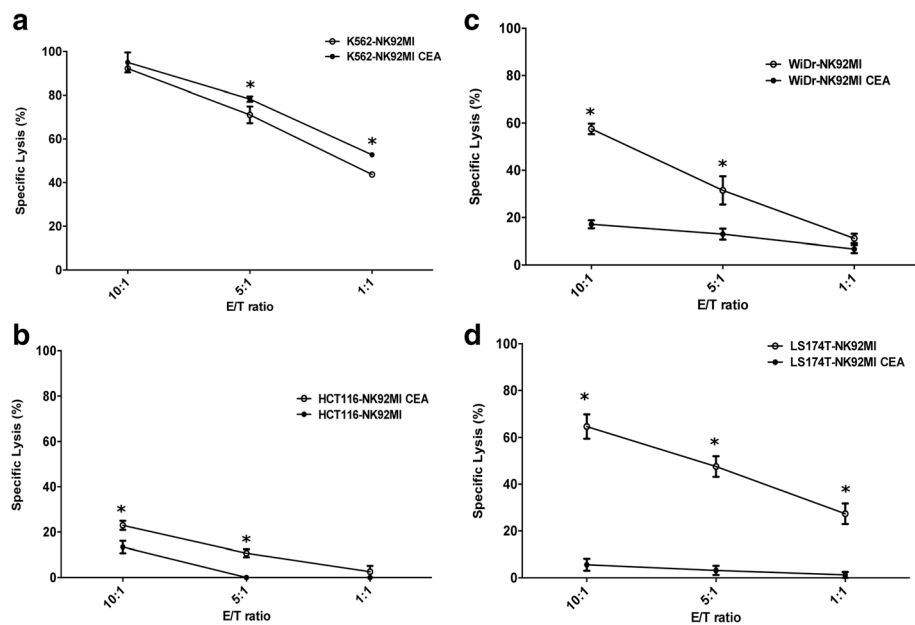 a
K562-NK92MI
K562-NK92MI CEA
Specific Lysis (%)
100
80
60
40
20
0
*
*
10:1
5:1
1:1
E/T ratio
b
HCT116-NK92MI CEA
HCT116-NK92MI
Specific Lysis (%)
100
80
60
40
20
0
*
*
10:1
5:1
1:1
E/T ratio
c
WiDr-NK92MI
WiDr-NK92MI CEA
Specific Lysis (%)
100
80
60
40
20
0
*
*
10:1
5:1
1:1
E/T ratio
d
LS174T-NK92MI
LS174T-NK92MI CEA
Specific Lysis (%)
100
80
60
40
20
0
*
*
*
10:1
5:1
1:1
E/T ratio